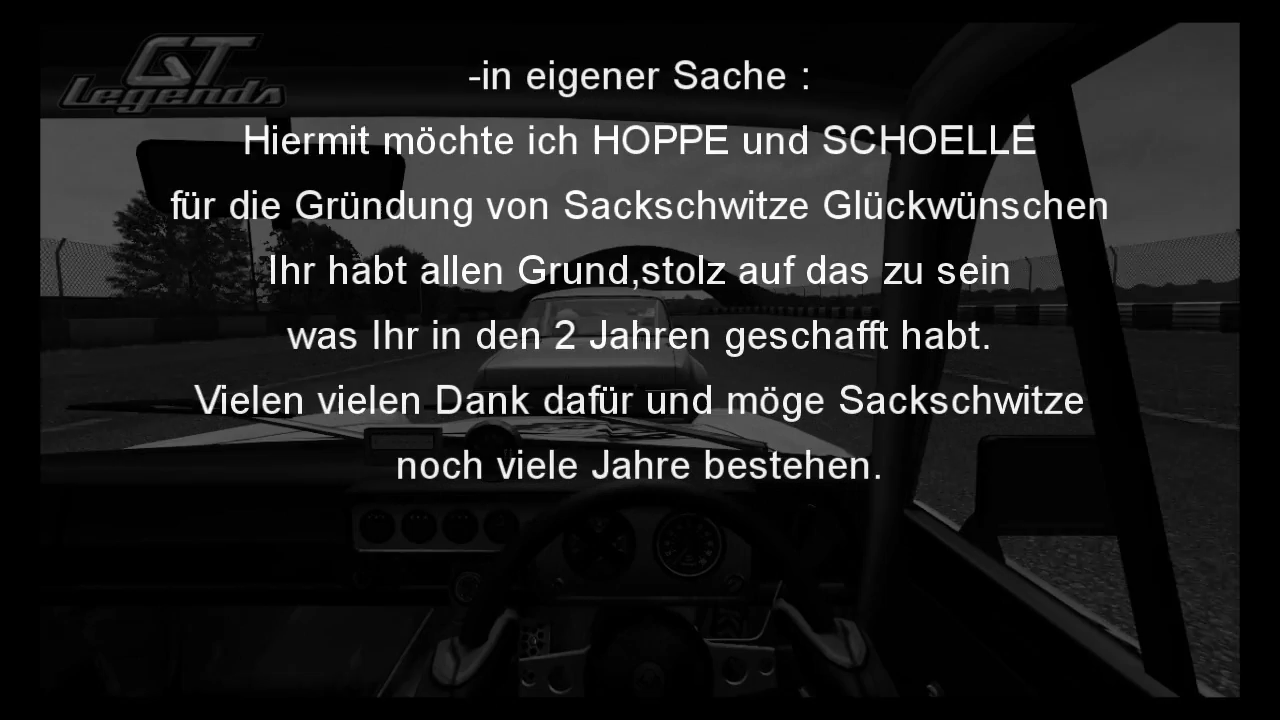 GT
Legends
-in eigener Sache :
Hiermit möchte ich HOPPE und SCHOELLE
für die Gründung von Sackschwitze Glückwünschen
Ihr habt allen Grund,stolz auf das zu sein
was Ihr in den 2 Jahren geschafft habt.
Vielen vielen Dank dafür und möge Sackschwitze
noch viele Jahre bestehen.